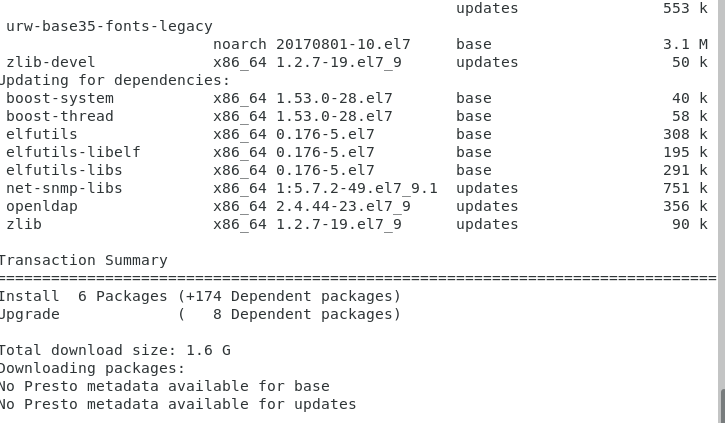 updates 553 k
urw-base35-fonts-legacy
noarch 20170801-10.el7 base 3.1 M
zlib-devel x86_64 1.2.7-19.el7_9 updates 50 k
Updating for dependencies:
boost-system x86_64 1.53.0-28.el7 base 40 k
boost-thread x86_64 1.53.0-28.el7 base 58 k
elfutils x86_64 0.176-5.el7 base 308 k
elfutils-libelf x86_64 0.176-5.el7 base 195 k
elfutils-libs x86_64 0.176-5.el7 base 291 k
net-snmp-libs x86_64 1:5.7.2-49.el7_9.1 updates 751 k
openldap x86_64 2.4.44-23.el7_9 updates 356 k
zlib x86_64 1.2.7-19.el7_9 updates 90 k
Transaction Summary
================================================================================
Install 6 Packages (+174 Dependent packages)
Upgrade ( 8 Dependent packages)
Total download size: 1.6 G
Downloading packages:
No Presto metadata available for base
No Presto metadata available for updates